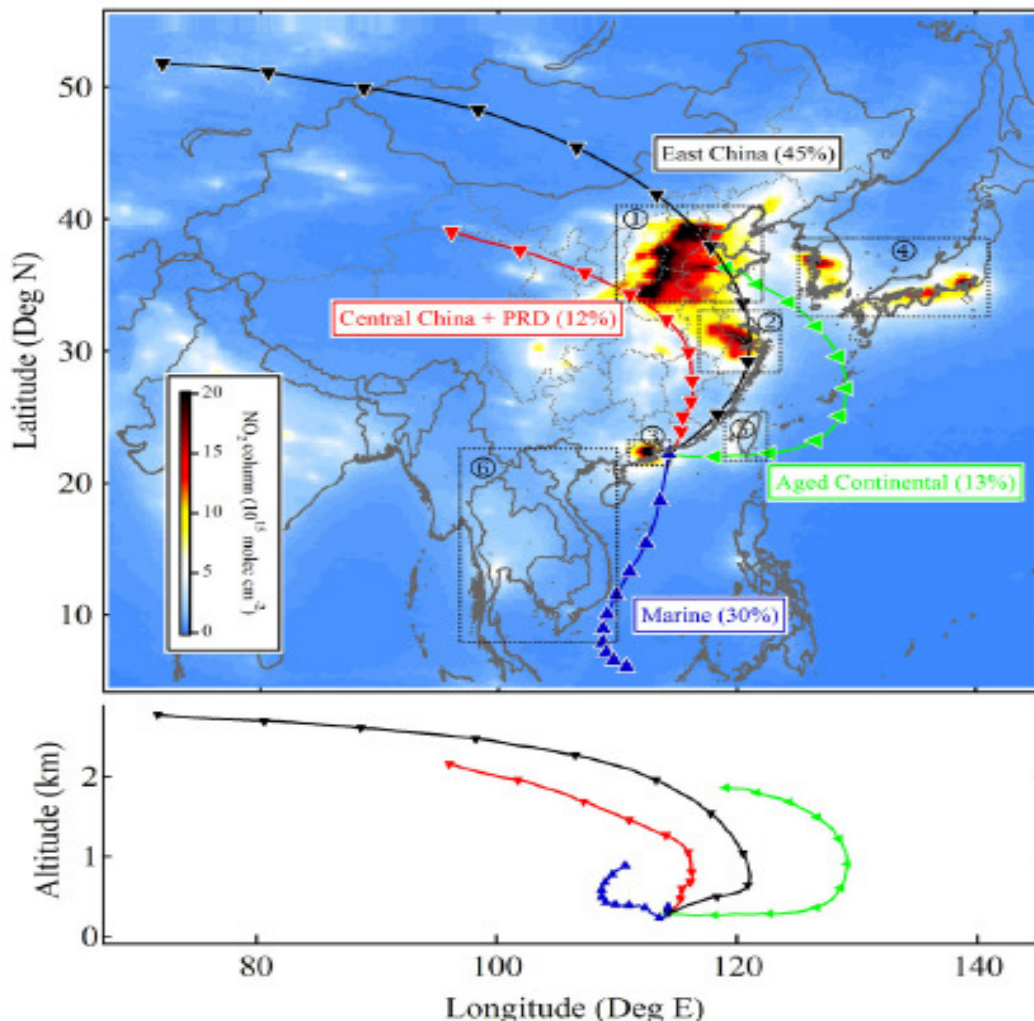 50
40
30
20
10
Latitude (Deg N)
East China (45%)
①
④
Central China + PRD (12%)
②
20
15
10
5
0
NO₂ column (10¹⁵ molec cm⁻²)
③
⑤
⑥
Aged Continental (13%)
Marine (30%)
Altitude (km)
2
1
0
80
100
120
140
Longitude (Deg E)